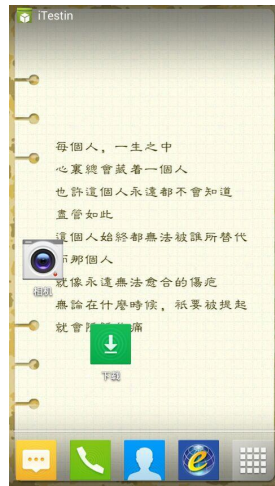 iTestin
每個人，一生之中
心裏總會藏着一個人
也許這個人永遠都不會知道
盡管如此
這個人始終都無法被誰所替代
那個人
就像永遠無法愈合的傷疤
無論在什麼時候，衹要被提起
就會痛
相机
下载